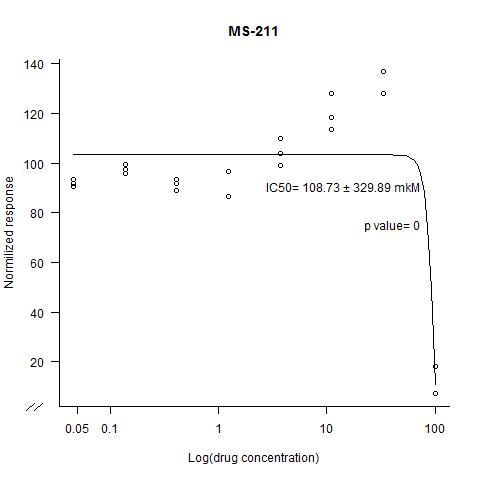 MS-211
140
120
100
80
60
40
20
Normilized response
IC50= 108.73 ± 329.89 mkM
p value= 0
0.05 0.1 1 10 100
Log(drug concentration)